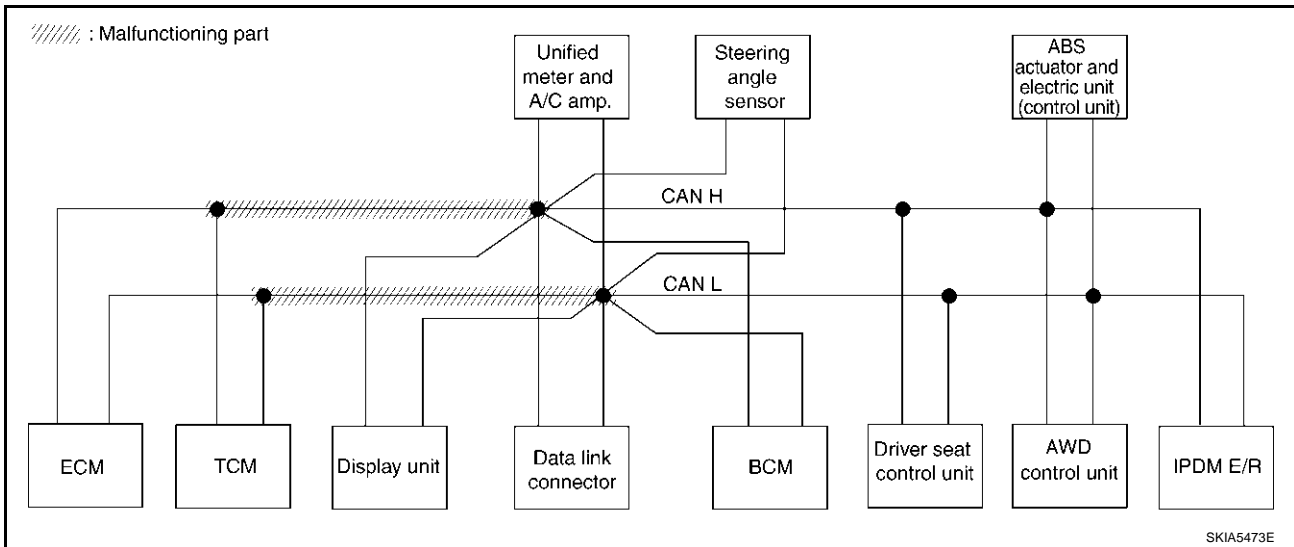 : Malfunctioning part
Unified
meter and
A/C amp.
Steering
angle
sensor
ABS
actuator and
electric unit
(control unit)
CAN H
CAN L
ECM
TCM
Display unit
Data link
connector
BCM
Driver seat
control unit
AWD
control unit
IPDM E/R
SKIA5473E